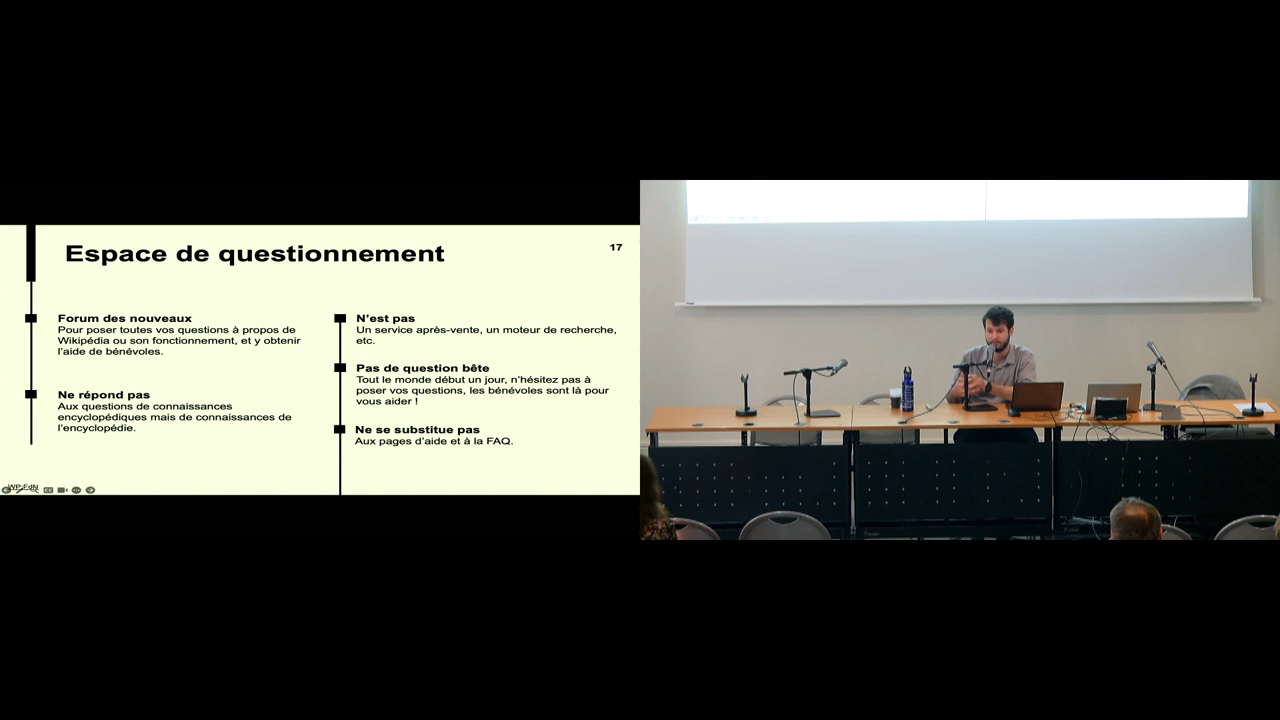 Espace de questionnement
17
Forum des nouveaux
Pour poser toutes vos questions à propos de
Wikipédia ou son fonctionnement, et y obtenir
l'aide de bénévoles.
Ne répond pas
Aux questions de connaissances
encyclopédiques mais de connaissances de
l'encyclopédie.
N'est pas
Un service après-vente, un moteur de recherche,
etc.
Pas de question bête
Tout le monde début un jour, n'hésitez pas à
poser vos questions, les bénévoles sont là pour
vous aider !
Ne se substitue pas
Aux pages d'aide et à la FAQ.